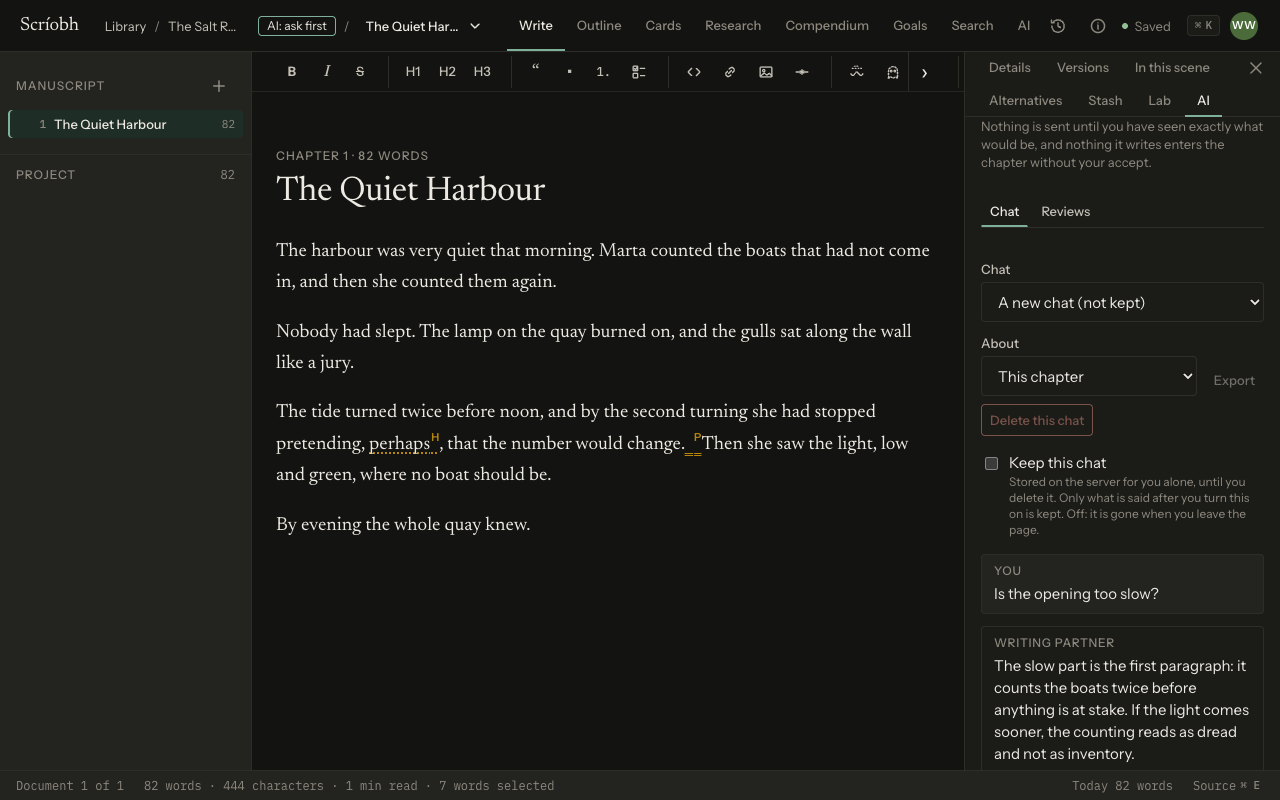 Scríobh
Library / The Salt R... AI: ask first / The Quiet Har...
Write Outline Cards Research Compendium Goals Search AI
Saved ⌘ K WW
MANUSCRIPT +
1 The Quiet Harbour 82
PROJECT 82
B I S H1 H2 H3 “ 1.
CHAPTER 1 · 82 WORDS
The Quiet Harbour
The harbour was very quiet that morning. Marta counted the boats that had not come
in, and then she counted them again.
Nobody had slept. The lamp on the quay burned on, and the gulls sat along the wall
like a jury.
The tide turned twice before noon, and by the second turning she had stopped
pretending, perhapsH, that the number would change. PThen she saw the light, low
and green, where no boat should be.
By evening the whole quay knew.
Details Versions In this scene
Alternatives Stash Lab AI
Nothing is sent until you have seen exactly what
would be, and nothing it writes enters the
chapter without your accept.
Chat Reviews
Chat
A new chat (not kept)
About
This chapter Export
Delete this chat
Keep this chat
Stored on the server for you alone, until you
delete it. Only what is said after you turn this
on is kept. Off: it is gone when you leave the
page.
YOU
Is the opening too slow?
WRITING PARTNER
The slow part is the first paragraph: it
counts the boats twice before
anything is at stake. If the light comes
sooner, the counting reads as dread
and not as inventory.
Document 1 of 1 82 words · 444 characters · 1 min read · 7 words selected
Today 82 words Source ⌘ E